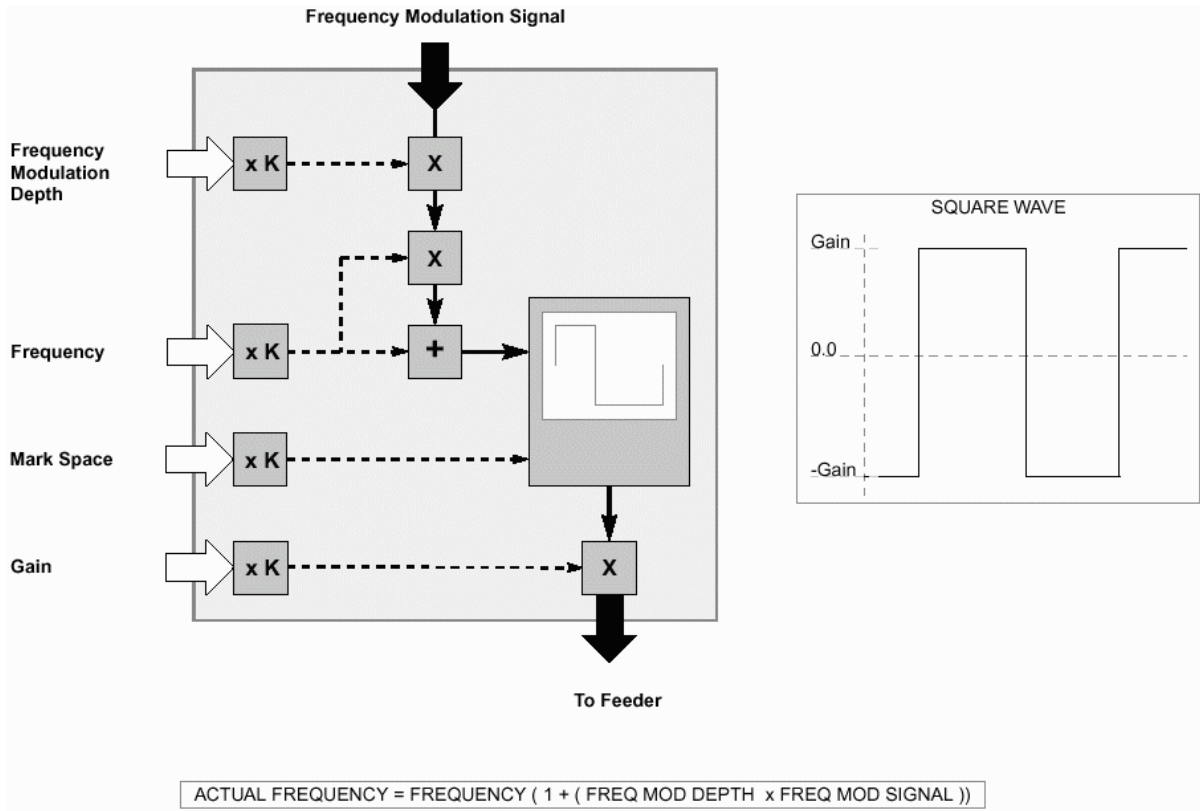 Frequency Modulation Signal
Frequency
Modulation
Depth
x K
X
X
Frequency
x K
+
Mark Space
x K
Gain
x K
X
To Feeder
SQUARE WAVE
Gain
0.0
-Gain
ACTUAL FREQUENCY = FREQUENCY ( 1 + ( FREQ MOD DEPTH x FREQ MOD SIGNAL ))